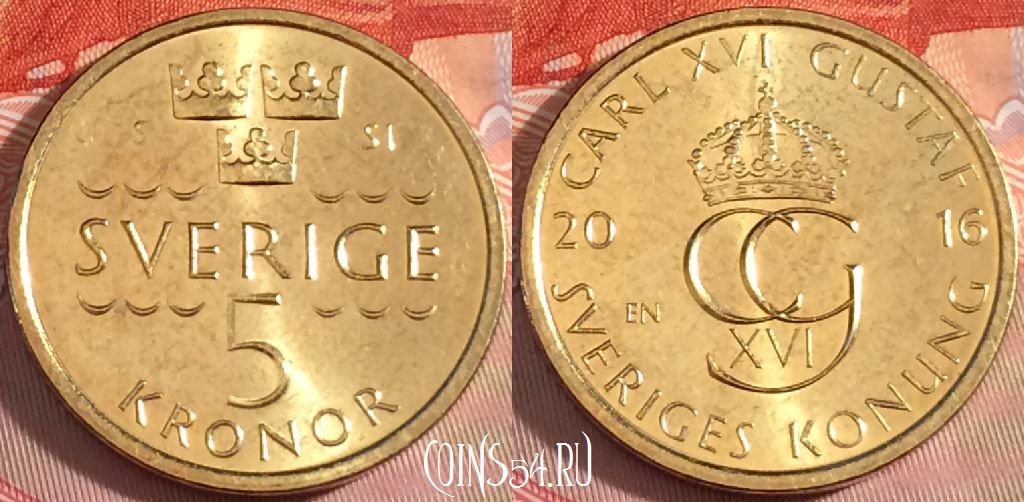 SI
SVERIGE
5
KRONOR
CARL XVI GUSTAF
20 16
EN
CG
XVI
SVERIGES KONUNG
COINS54.RU